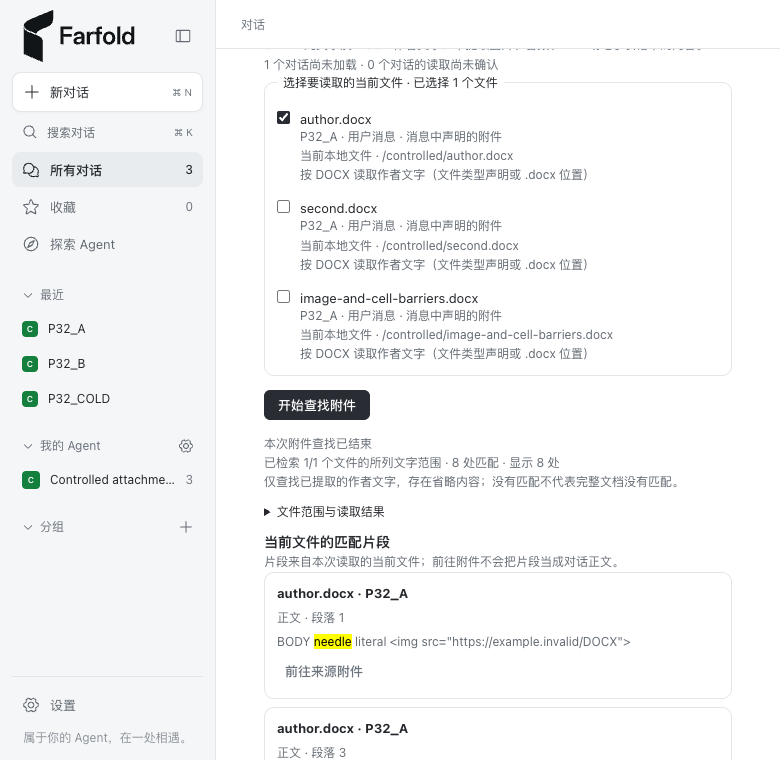 Farfold
新对话
⌘ N
搜索对话
⌘ K
所有对话
3
收藏
0
探索 Agent
最近
C
P32_A
C
P32_B
C
P32_COLD
我的 Agent
C
Controlled attachme...
3
分组
设置
属于你的 Agent，在一处相遇。
对话
1 个对话尚未加载 · 0 个对话的读取尚未确认
选择要读取的当前文件 · 已选择 1 个文件
author.docx
P32_A · 用户消息 · 消息中声明的附件
当前本地文件 · /controlled/author.docx
按 DOCX 读取作者文字（文件类型声明或 .docx 位置）
second.docx
P32_A · 用户消息 · 消息中声明的附件
当前本地文件 · /controlled/second.docx
按 DOCX 读取作者文字（文件类型声明或 .docx 位置）
image-and-cell-barriers.docx
P32_A · 用户消息 · 消息中声明的附件
当前本地文件 · /controlled/image-and-cell-barriers.docx
按 DOCX 读取作者文字（文件类型声明或 .docx 位置）
开始查找附件
本次附件查找已结束
已检索 1/1 个文件的所列文字范围 · 8 处匹配 · 显示 8 处
仅查找已提取的作者文字，存在省略内容；没有匹配不代表完整文档没有匹配。
文件范围与读取结果
当前文件的匹配片段
片段来自本次读取的当前文件；前往附件不会把片段当成对话正文。
author.docx · P32_A
正文 · 段落 1
BODY needle literal <img src="https://example.invalid/DOCX">
前往来源附件
author.docx · P32_A
正文 · 段落 3